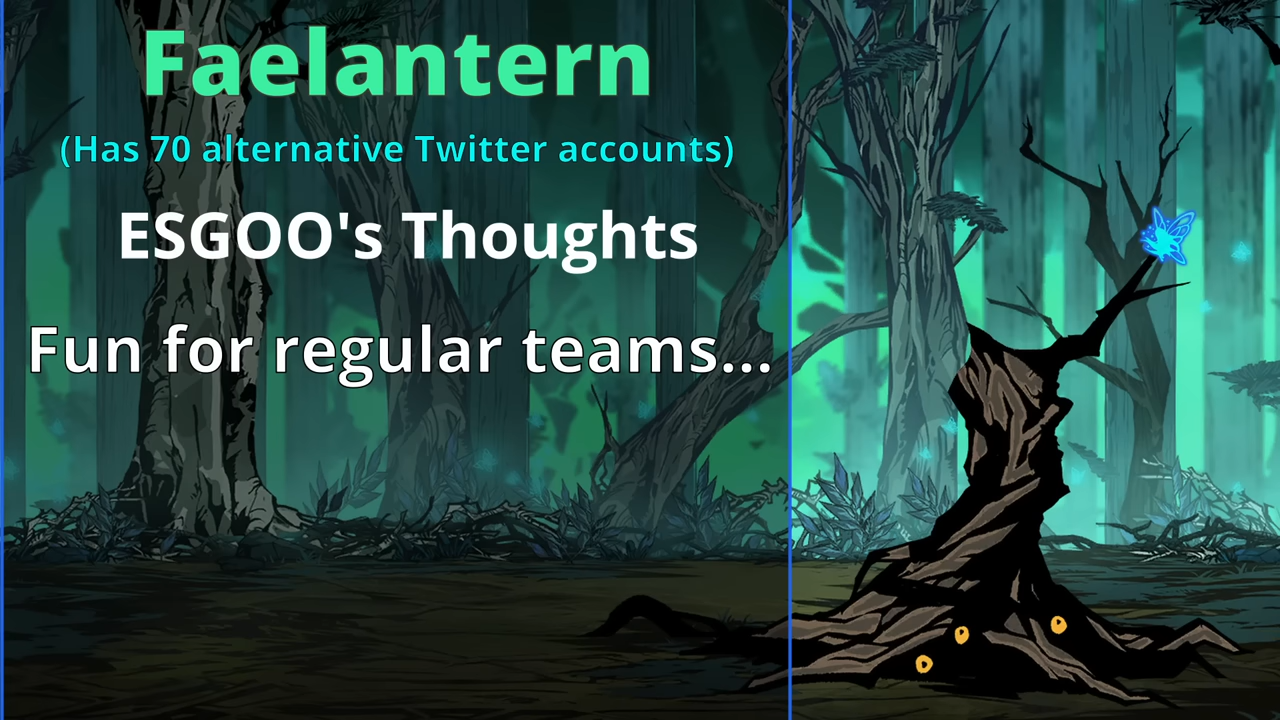 Faelantern
(Has 70 alternative Twitter accounts)
ESGOO's Thoughts
Fun for regular teams...